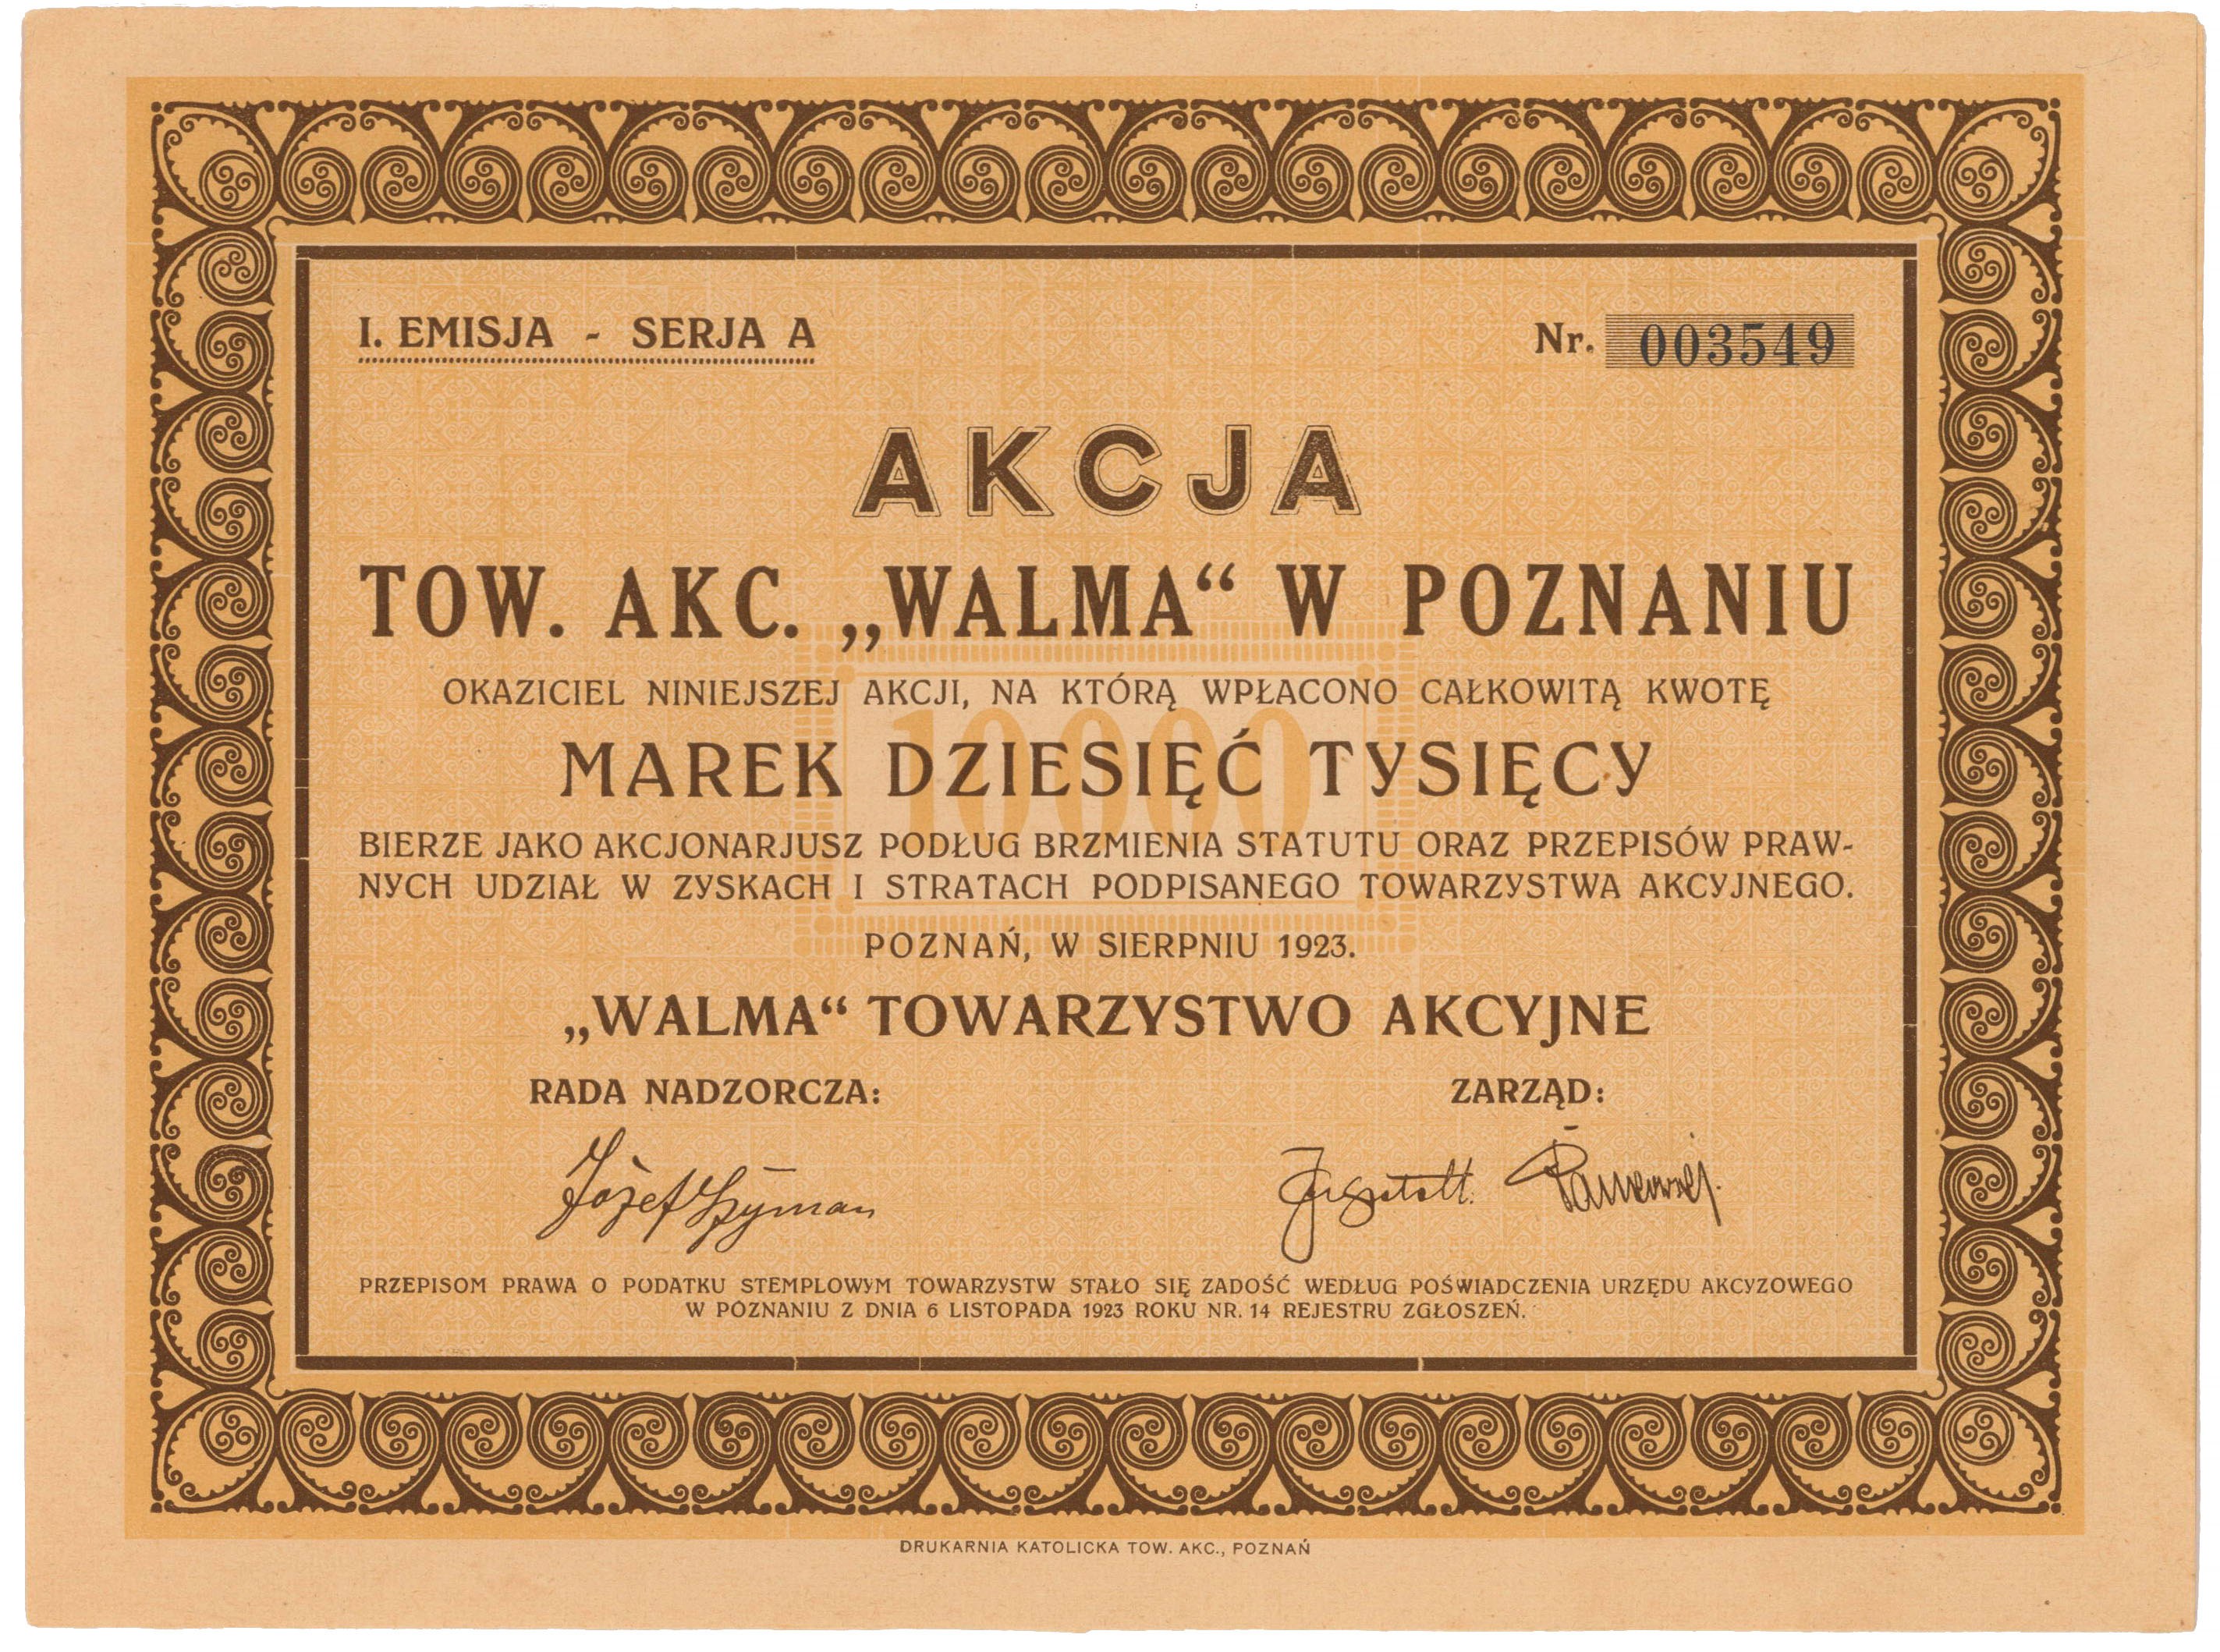 I. EMISJA - SERJA A
Nr. 003549
AKCJA
TOW. AKC. „WALMA“ W POZNANIU
OKAZICIEL NINIEJSZEJ AKCJI, NA KTÓRĄ WPŁACONO CAŁKOWITĄ KWOTĘ
10000
MAREK DZIESIĘĆ TYSIĘCY
BIERZE JAKO AKCJONARJUSZ PODŁUG BRZMIENIA STATUTU ORAZ PRZEPISÓW PRAW-
NYCH UDZIAŁ W ZYSKACH I STRATACH PODPISANEGO TOWARZYSTWA AKCYJNEGO.
POZNAŃ, W SIERPNIU 1923.
„WALMA“ TOWARZYSTWO AKCYJNE
RADA NADZORCZA:
ZARZĄD:
Józef
PRZEPISOM PRAWA O PODATKU STEMPLOWYM TOWARZYSTW STAŁO SIĘ ZADOŚĆ WEDŁUG POŚWIADCZENIA URZĘDU AKCYZOWEGO
W POZNANIU Z DNIA 6 LISTOPADA 1923 ROKU NR. 14 REJESTRU ZGŁOSZEŃ.
DRUKARNIA KATOLICKA TOW. AKC., POZNAŃ